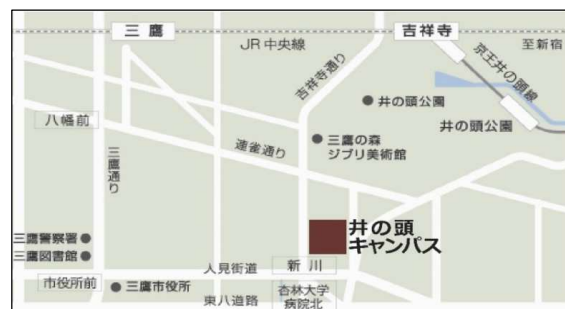 三鷹
吉祥寺
JR中央線
至新宿
京王井の頭線
吉祥寺通り
井の頭公園
井の頭公園
八幡前
連雀通り
三鷹の森
ジブリ美術館
三鷹通り
井の頭
キャンパス
三鷹警察署
三鷹図書館
人見街道
新川
市役所前
三鷹市役所
東八道路
杏林大学
病院北